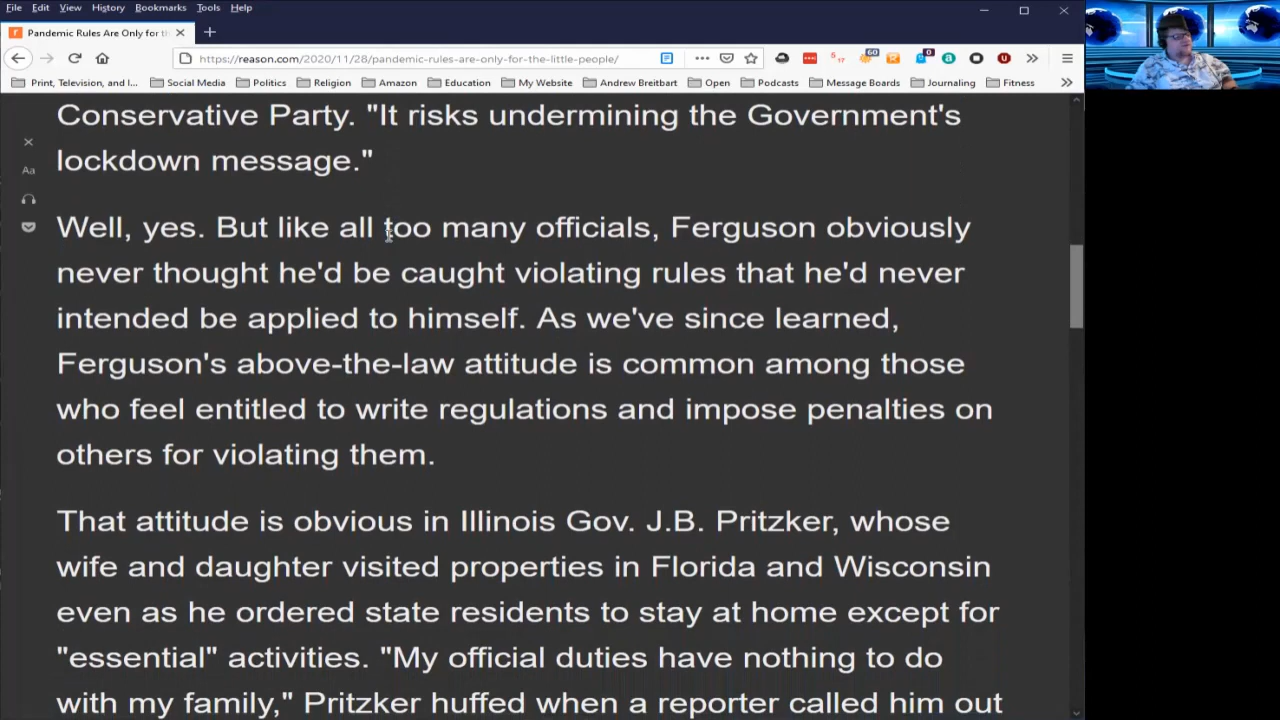 File Edit View History Bookmarks Tools Help
Pandemic Rules Are Only for th
https://reason.com/2020/11/28/pandemic-rules-are-only-for-the-little-people/
60
17
0
Print, Television, and I... Social Media Politics Religion Amazon Education My Website Andrew Breitbart Open Podcasts Message Boards Journaling Fitness
Conservative Party. "It risks undermining the Government's
lockdown message."
Aa
Well, yes. But like all too many officials, Ferguson obviously
never thought he'd be caught violating rules that he'd never
intended be applied to himself. As we've since learned,
Ferguson's above-the-law attitude is common among those
who feel entitled to write regulations and impose penalties on
others for violating them.
That attitude is obvious in Illinois Gov. J.B. Pritzker, whose
wife and daughter visited properties in Florida and Wisconsin
even as he ordered state residents to stay at home except for
"essential" activities. "My official duties have nothing to do
with my family," Pritzker huffed when a reporter called him out